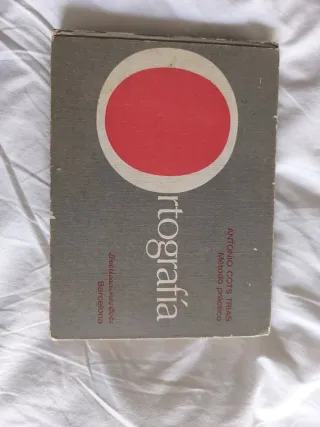 Ortografía
ANTONIO COTS TRIAS
Método práctico
Barcelona